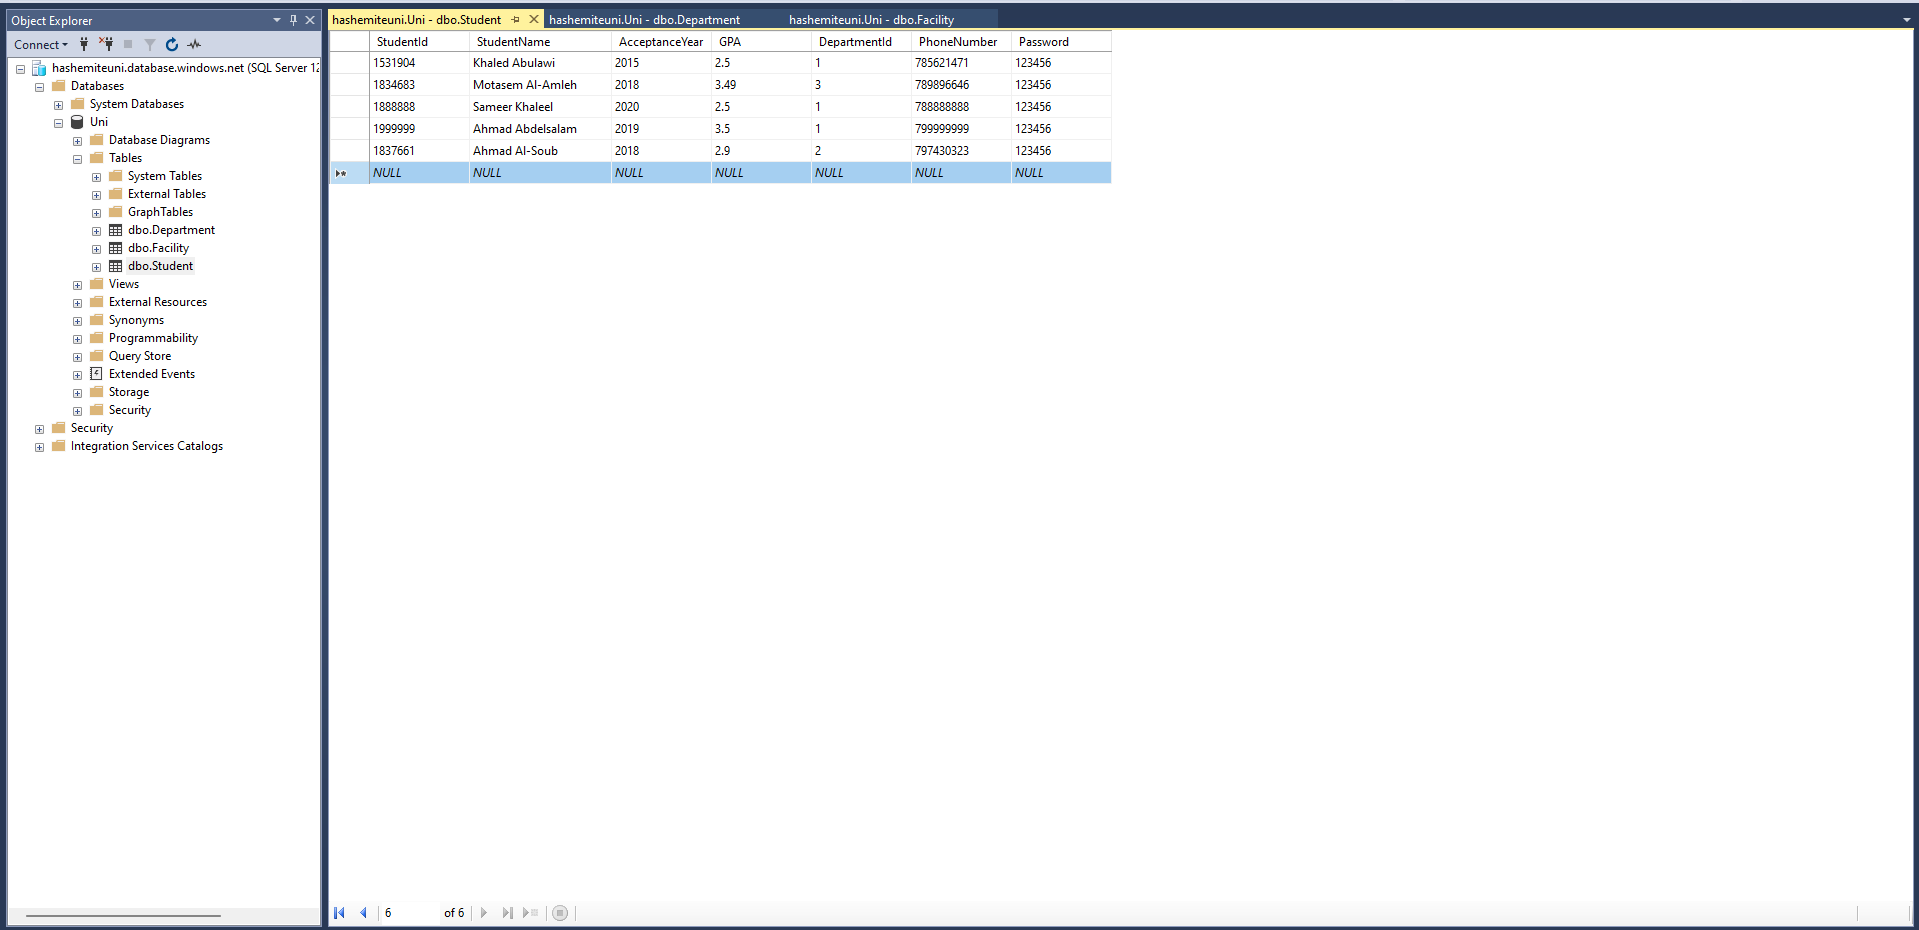 Object Explorer
Connect
hashemiteuni.database.windows.net (SQL Server 12
Databases
System Databases
Uni
Database Diagrams
Tables
System Tables
External Tables
GraphTables
dbo.Department
dbo.Facility
dbo.Student
Views
External Resources
Synonyms
Programmability
Query Store
Extended Events
Storage
Security
Security
Integration Services Catalogs
hashemiteuni.Uni - dbo.Student hashemiteuni.Uni - dbo.Department hashemiteuni.Uni - dbo.Facility
StudentId StudentName AcceptanceYear GPA DepartmentId PhoneNumber Password
1531904 Khaled Abulawi 2015 2.5 1 785621471 123456
1834683 Motasem Al-Amleh 2018 3.49 3 789896646 123456
1888888 Sameer Khaleel 2020 2.5 1 788888888 123456
1999999 Ahmad Abdelsalam 2019 3.5 1 799999999 123456
1837661 Ahmad Al-Soub 2018 2.9 2 797430323 123456
NULL NULL NULL NULL NULL NULL NULL
6 of 6